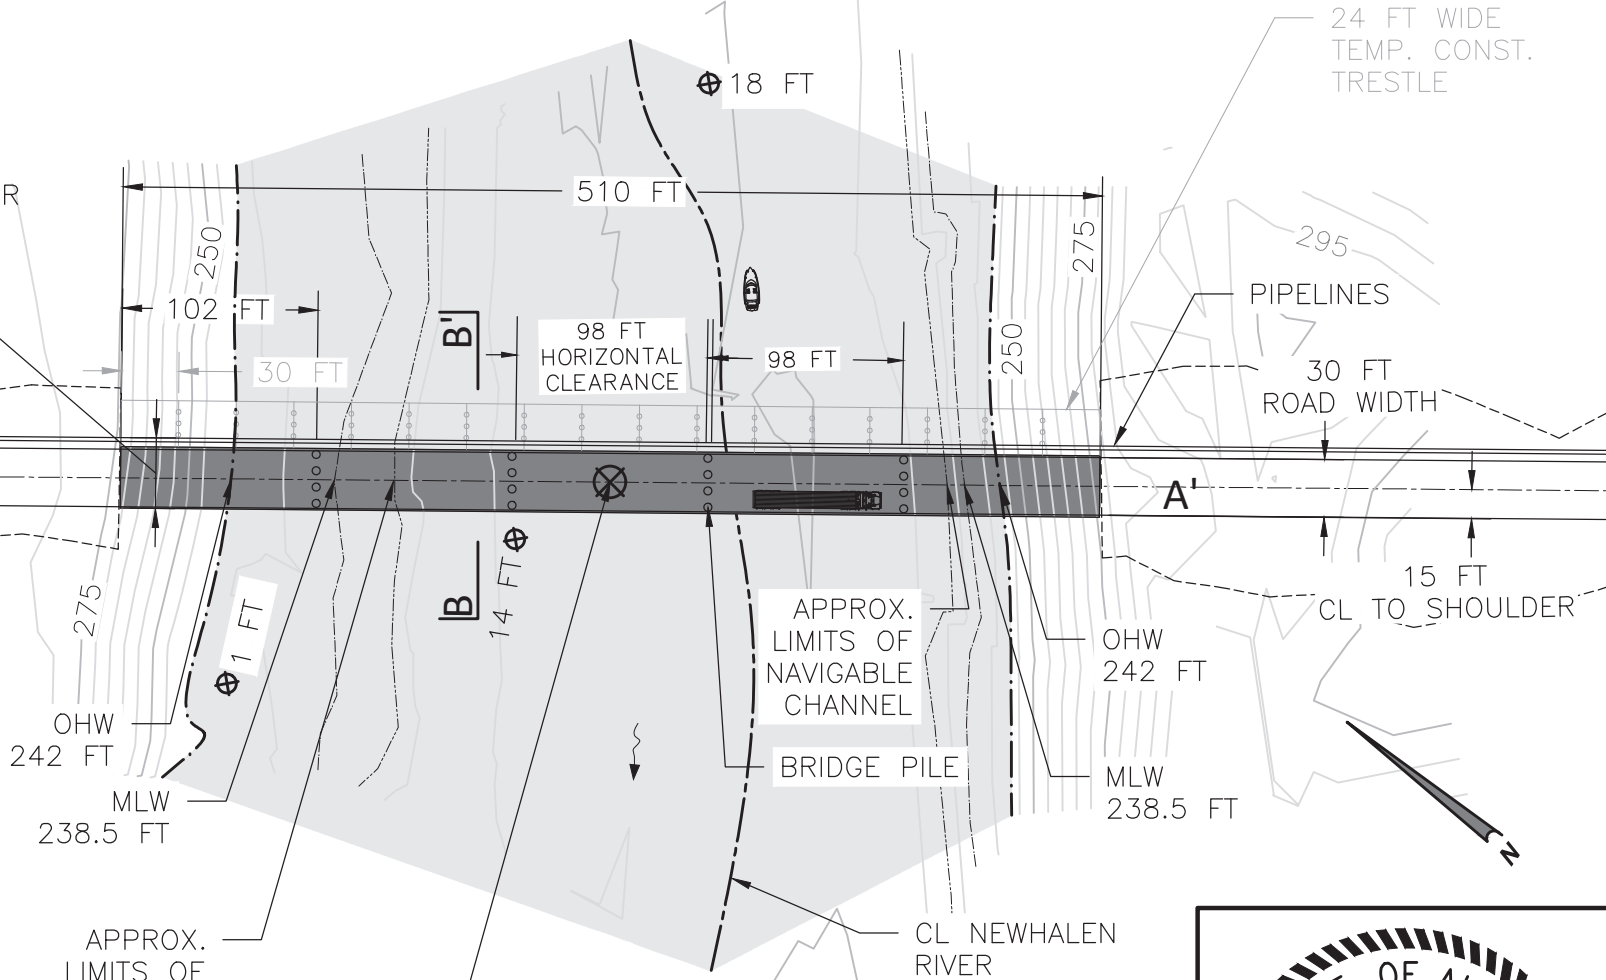 24 FT WIDE
TEMP. CONST.
TRESTLE
18 FT
R
510 FT
250
275
295
102 FT
PIPELINES
B'
98 FT
HORIZONTAL
CLEARANCE
98 FT
250
30 FT
30 FT
ROAD WIDTH
A'
15 FT
CL TO SHOULDER
275
1 FT
B
14 FT
APPROX.
LIMITS OF
NAVIGABLE
CHANNEL
OHW
242 FT
OHW
242 FT
BRIDGE PILE
MLW
238.5 FT
MLW
238.5 FT
N
APPROX.
LIMITS OF
CL NEWHALEN
RIVER
OF